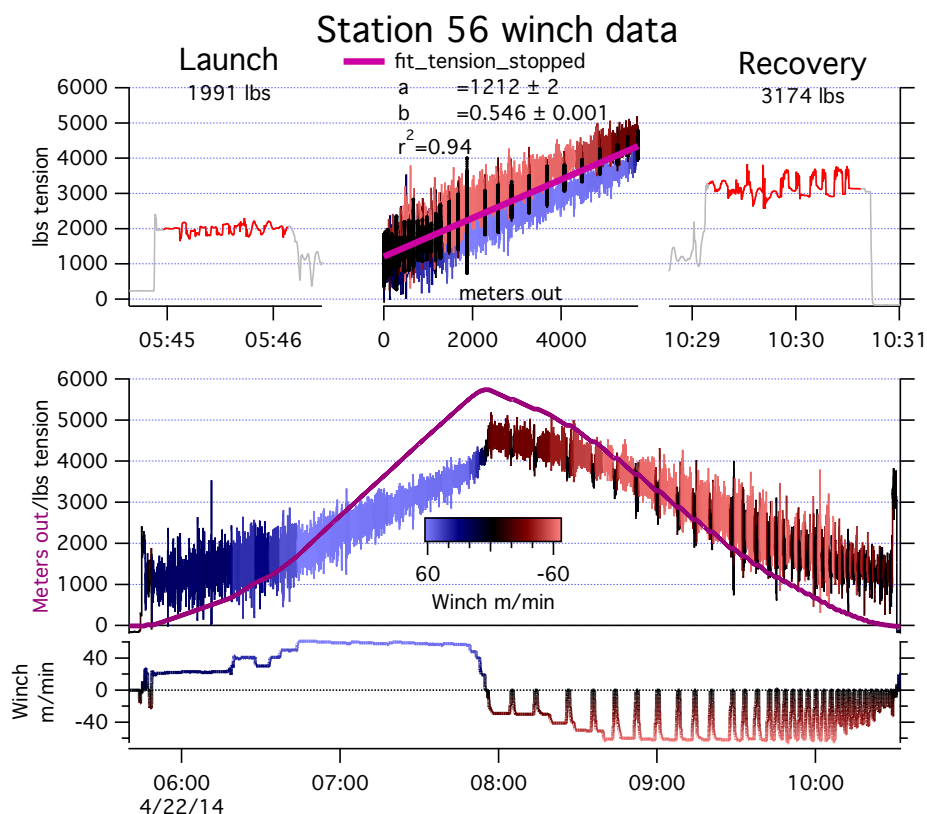 Station 56 winch data
Launch
1991 lbs
fit_tension_stopped
a =1212 ± 2
b =0.546 ± 0.001
r²=0.94
Recovery
3174 lbs
lbs tension
6000
5000
4000
3000
2000
1000
0
meters out
05:45 05:46
0 2000 4000
10:29 10:30 10:31
Meters out/lbs tension
6000
5000
4000
3000
2000
1000
0
60 -60
Winch m/min
Winch
m/min
40
0
-40
06:00 07:00 08:00 09:00 10:00
4/22/14